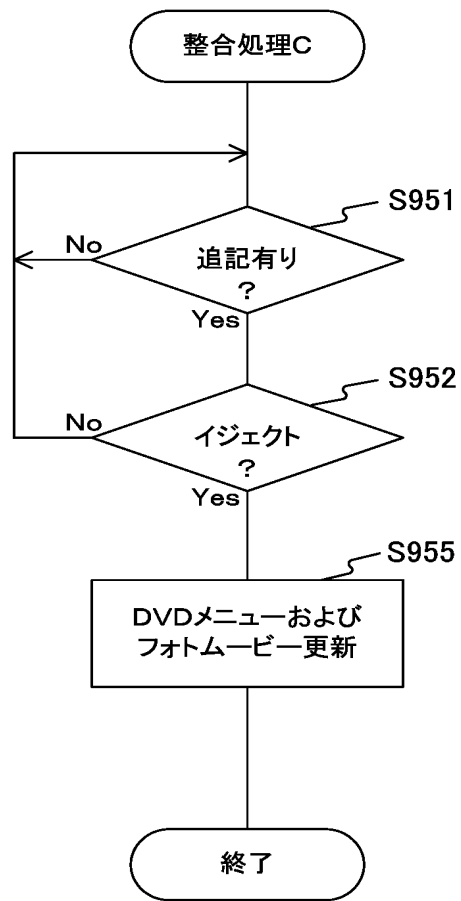 整合処理C
S951
No
追記有り
?
Yes
S952
No
イジェクト
?
Yes
S955
DVDメニューおよび
フォトムービー更新
終了